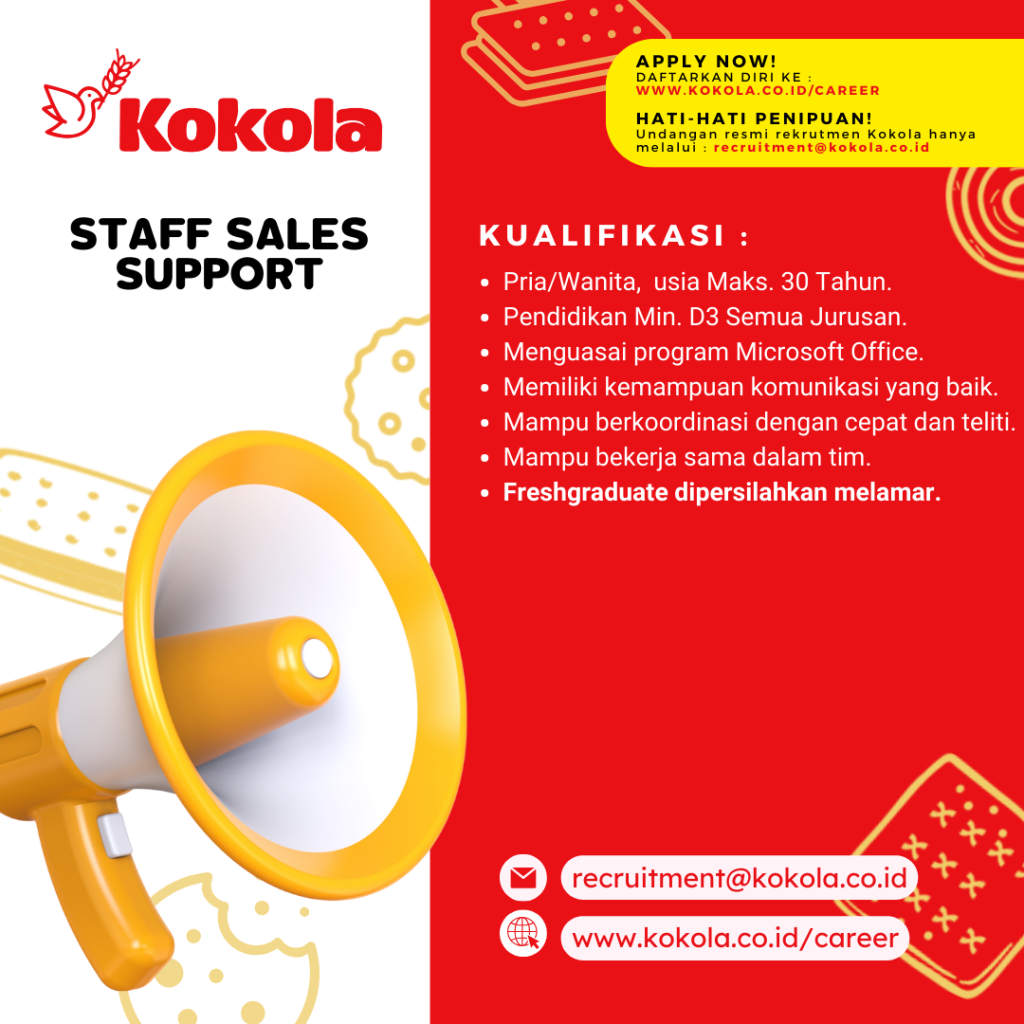 Kokola
STAFF SALES
SUPPORT
APPLY NOW!
DAFTARKAN DIRI KE :
WWW.KOKOLA.CO.ID/CAREER
HATI-HATI PENIPUAN!
Undangan resmi rekrutmen Kokola hanya
melalui : recruitment@kokola.co.id
KUALIFIKASI :
• Pria/Wanita, usia Maks. 30 Tahun.
• Pendidikan Min. D3 Semua Jurusan.
• Menguasai program Microsoft Office.
• Memiliki kemampuan komunikasi yang baik.
• Mampu berkoordinasi dengan cepat dan teliti.
• Mampu bekerja sama dalam tim.
• Freshgraduate dipersilahkan melamar.
recruitment@kokola.co.id
www.kokola.co.id/career